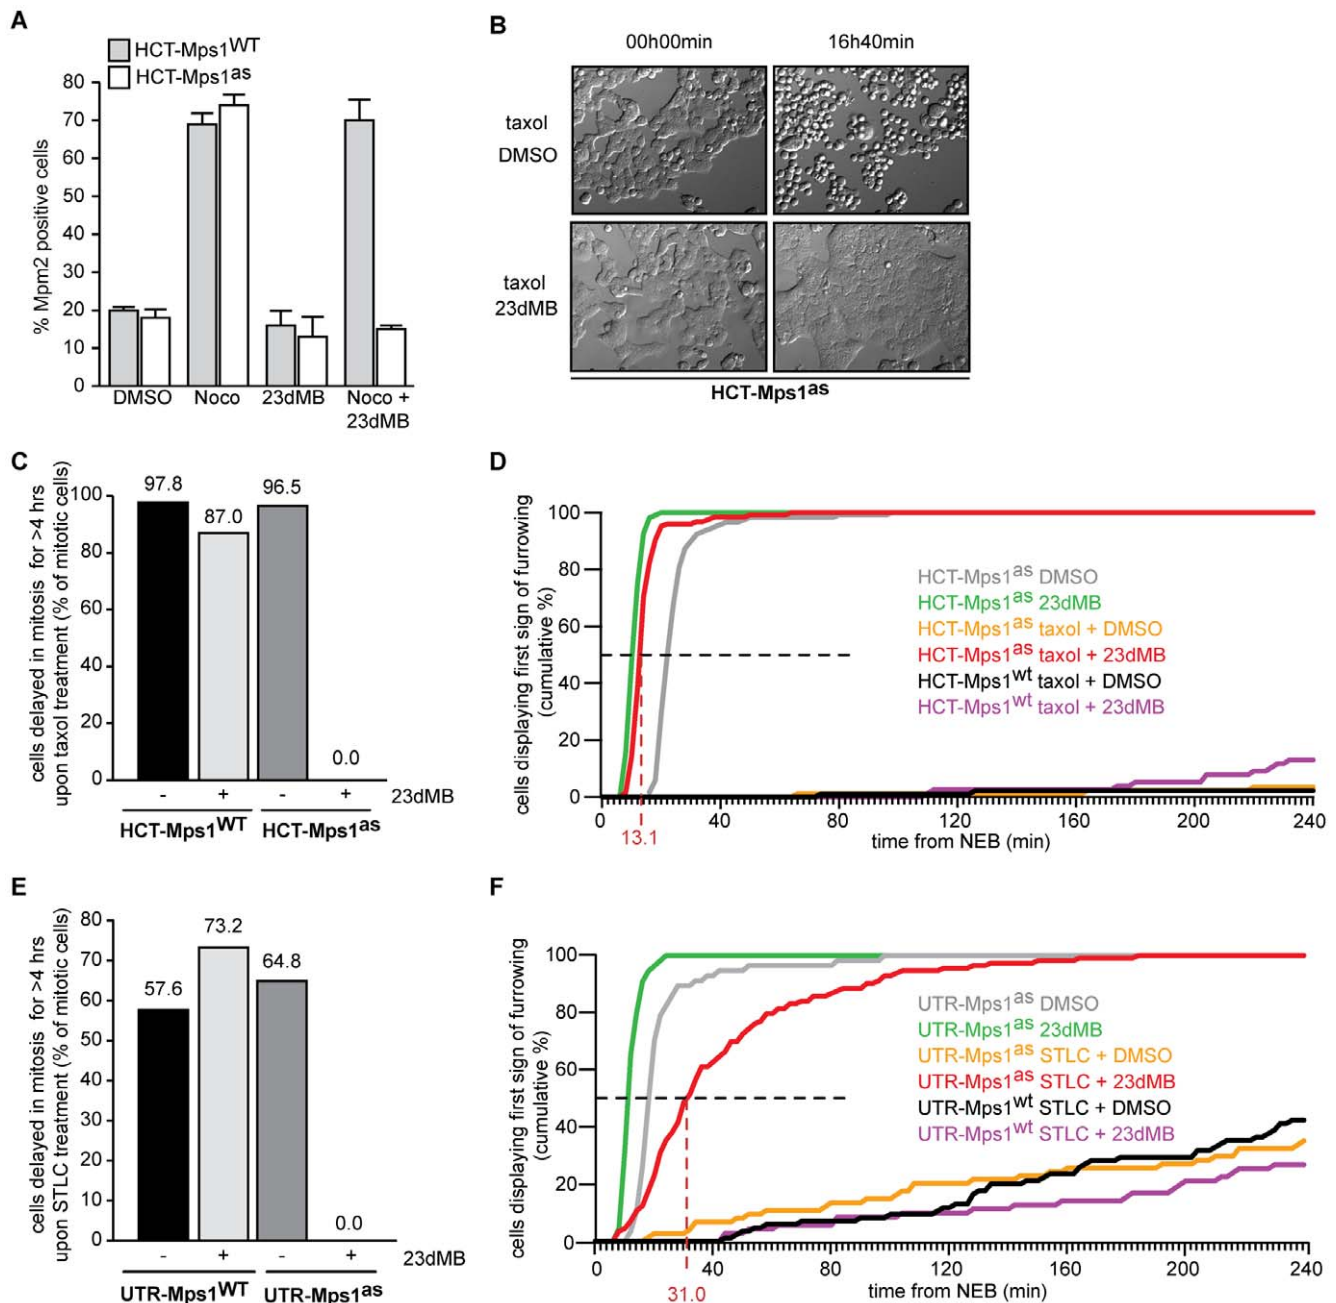 A
HCT-Mps1WT
HCT-Mps1as
80
70
60
50
40
30
20
10
0
% Mpm2 positive cells
DMSO
Noco
23dMB
Noco +
23dMB
B
00h00min
16h40min
taxol
DMSO
taxol
23dMB
HCT-Mps1as
C
cells delayed in mitosis for >4 hrs
upon taxol treatment (% of mitotic cells)
100
80
60
40
20
0
97.8
87.0
96.5
0.0
- + - + 23dMB
HCT-Mps1WT HCT-Mps1as
D
cells displaying first sign of furrowing
(cumulative %)
100
80
60
40
20
0
HCT-Mps1as DMSO
HCT-Mps1as 23dMB
HCT-Mps1as taxol + DMSO
HCT-Mps1as taxol + 23dMB
HCT-Mps1wt taxol + DMSO
HCT-Mps1wt taxol + 23dMB
0 40 80 120 160 200 240
13.1
time from NEB (min)
E
cells delayed in mitosis for >4 hrs
upon STLC treatment (% of mitotic cells)
80
70
60
50
40
30
20
10
0
57.6
73.2
64.8
0.0
- + - + 23dMB
UTR-Mps1WT UTR-Mps1as
F
cells displaying first sign of furrowing
(cumulative %)
100
80
60
40
20
0
UTR-Mps1as DMSO
UTR-Mps1as 23dMB
UTR-Mps1as STLC + DMSO
UTR-Mps1as STLC + 23dMB
UTR-Mps1wt STLC + DMSO
UTR-Mps1wt STLC + 23dMB
0 40 80 120 160 200 240
31.0
time from NEB (min)